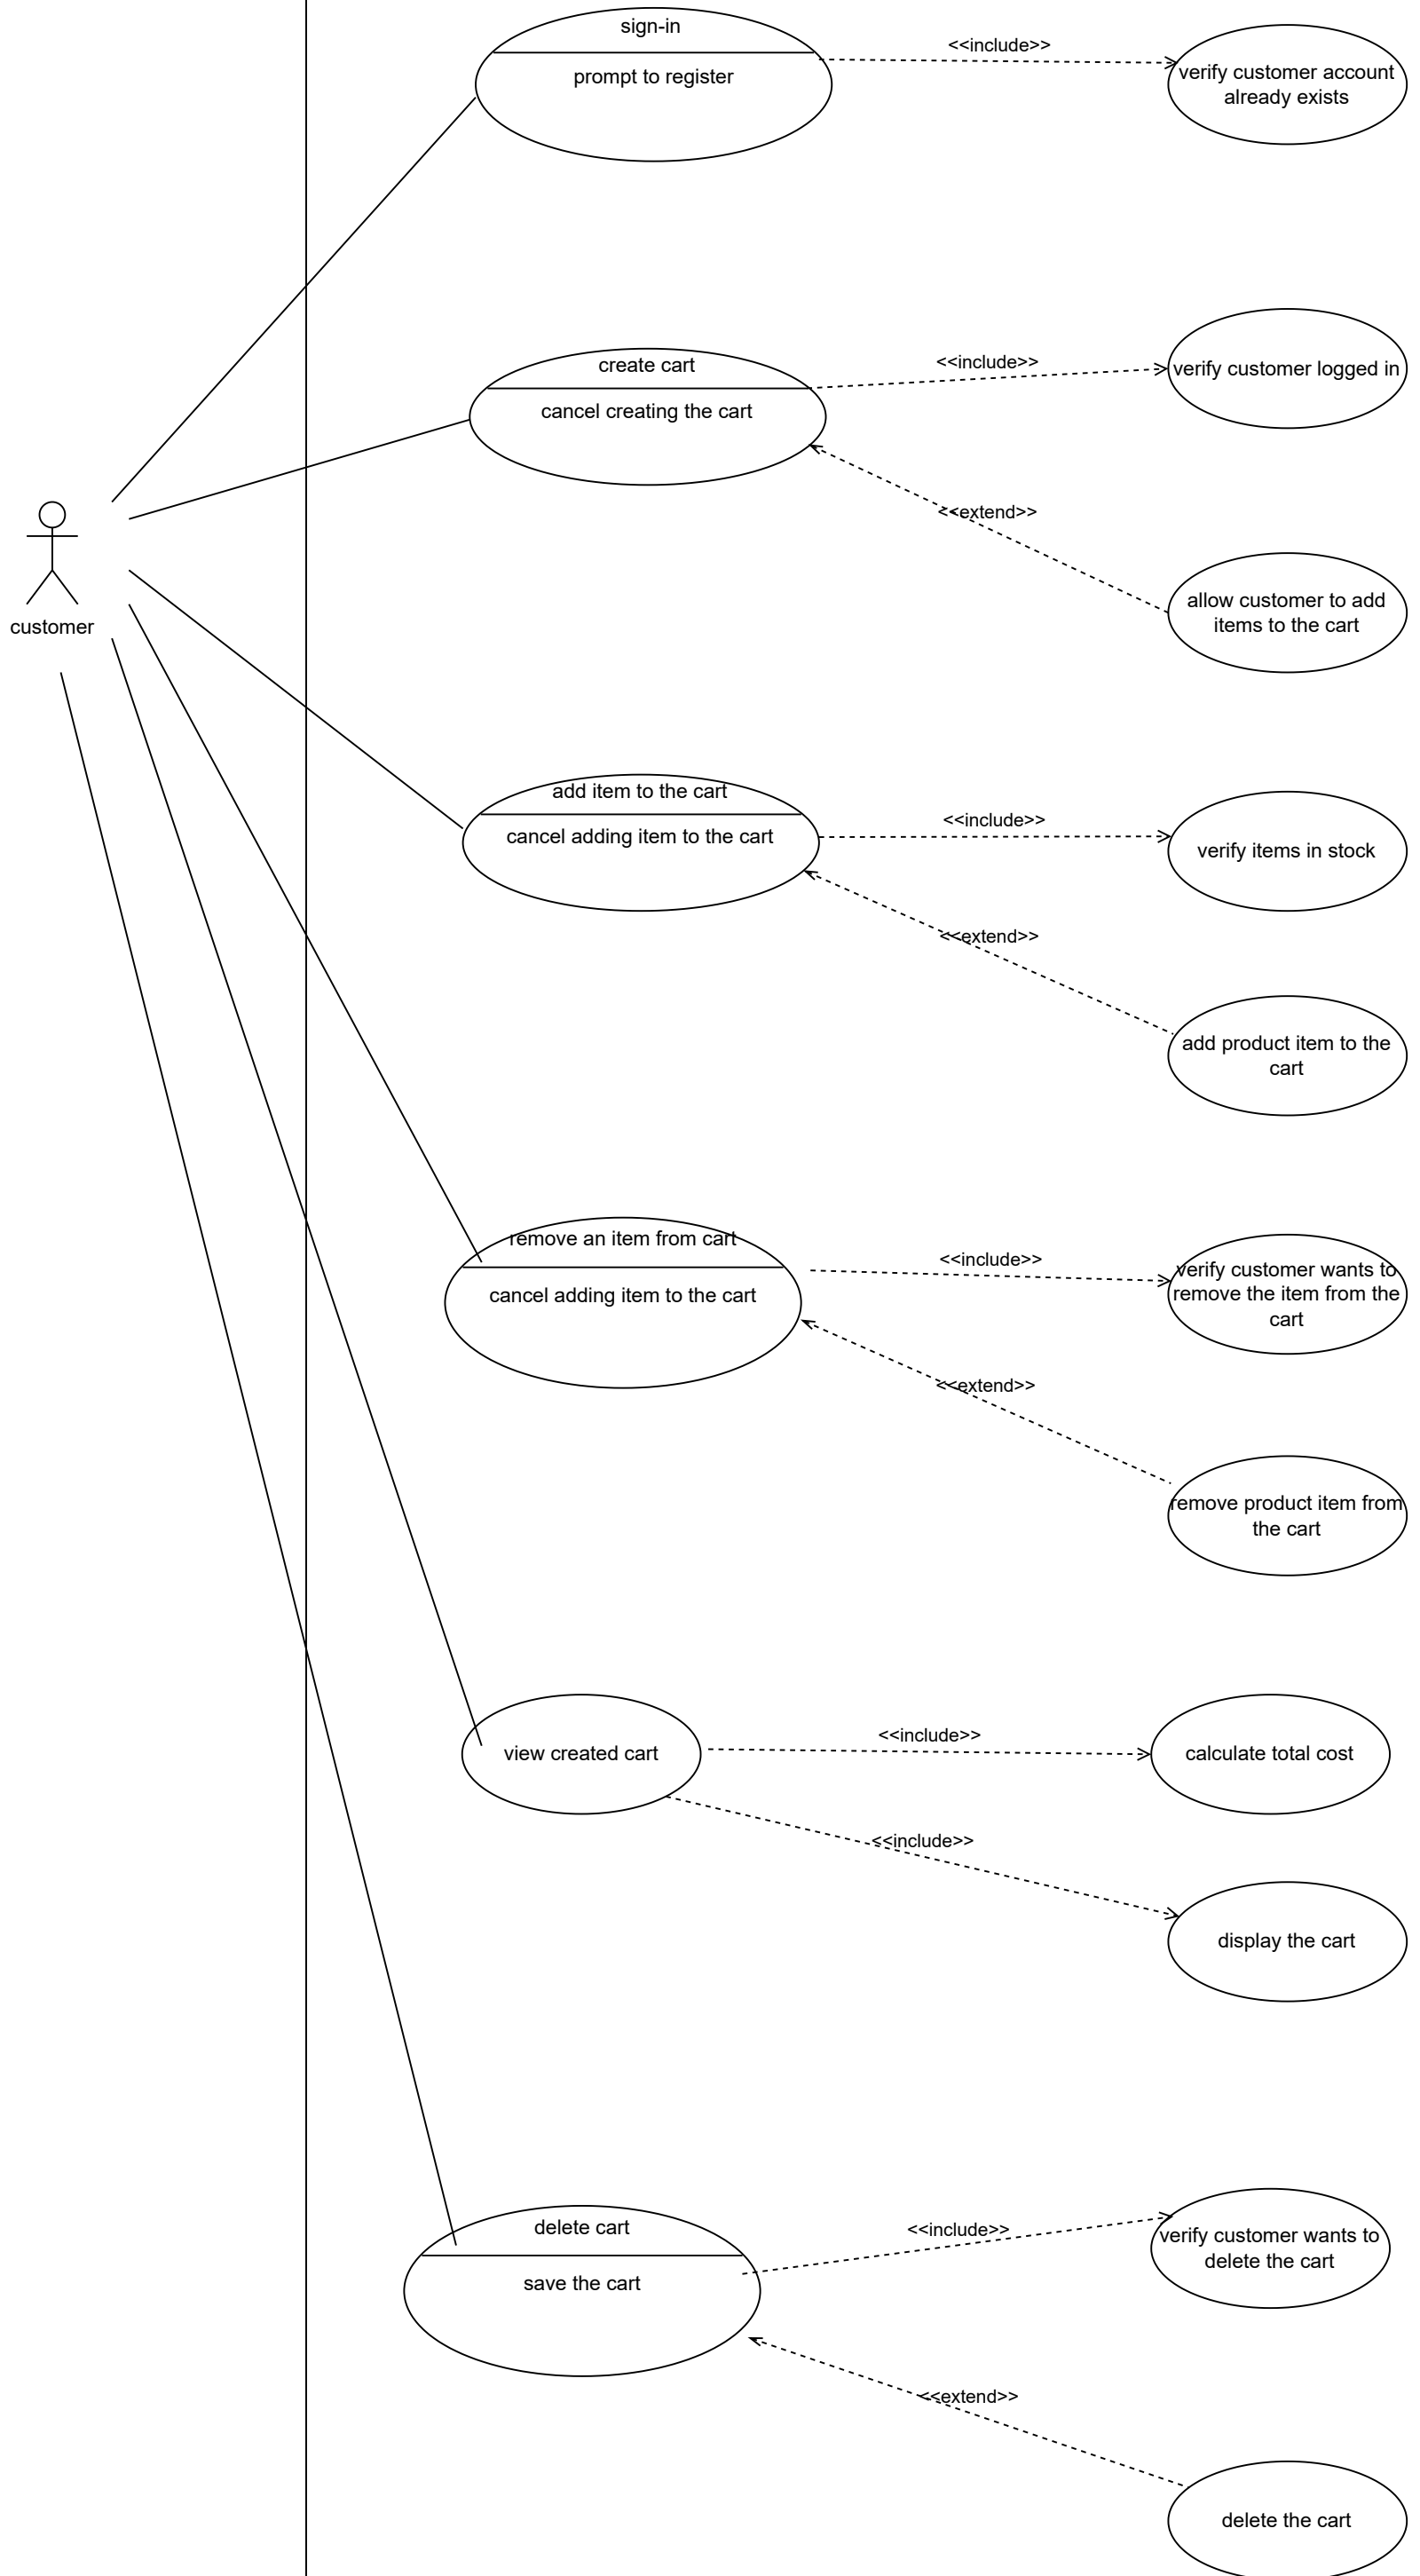 sign-in
prompt to register
<<include>>
verify customer account
already exists
create cart
cancel creating the cart
<<include>>
verify customer logged in
<<extend>>
allow customer to add
items to the cart
customer
add item to the cart
cancel adding item to the cart
<<include>>
verify items in stock
<<extend>>
add product item to the
cart
remove an item from cart
cancel adding item to the cart
<<include>>
verify customer wants to
remove the item from the
cart
<<extend>>
remove product item from
the cart
view created cart
<<include>>
calculate total cost
<<include>>
display the cart
delete cart
save the cart
<<include>>
verify customer wants to
delete the cart
<<extend>>
delete the cart